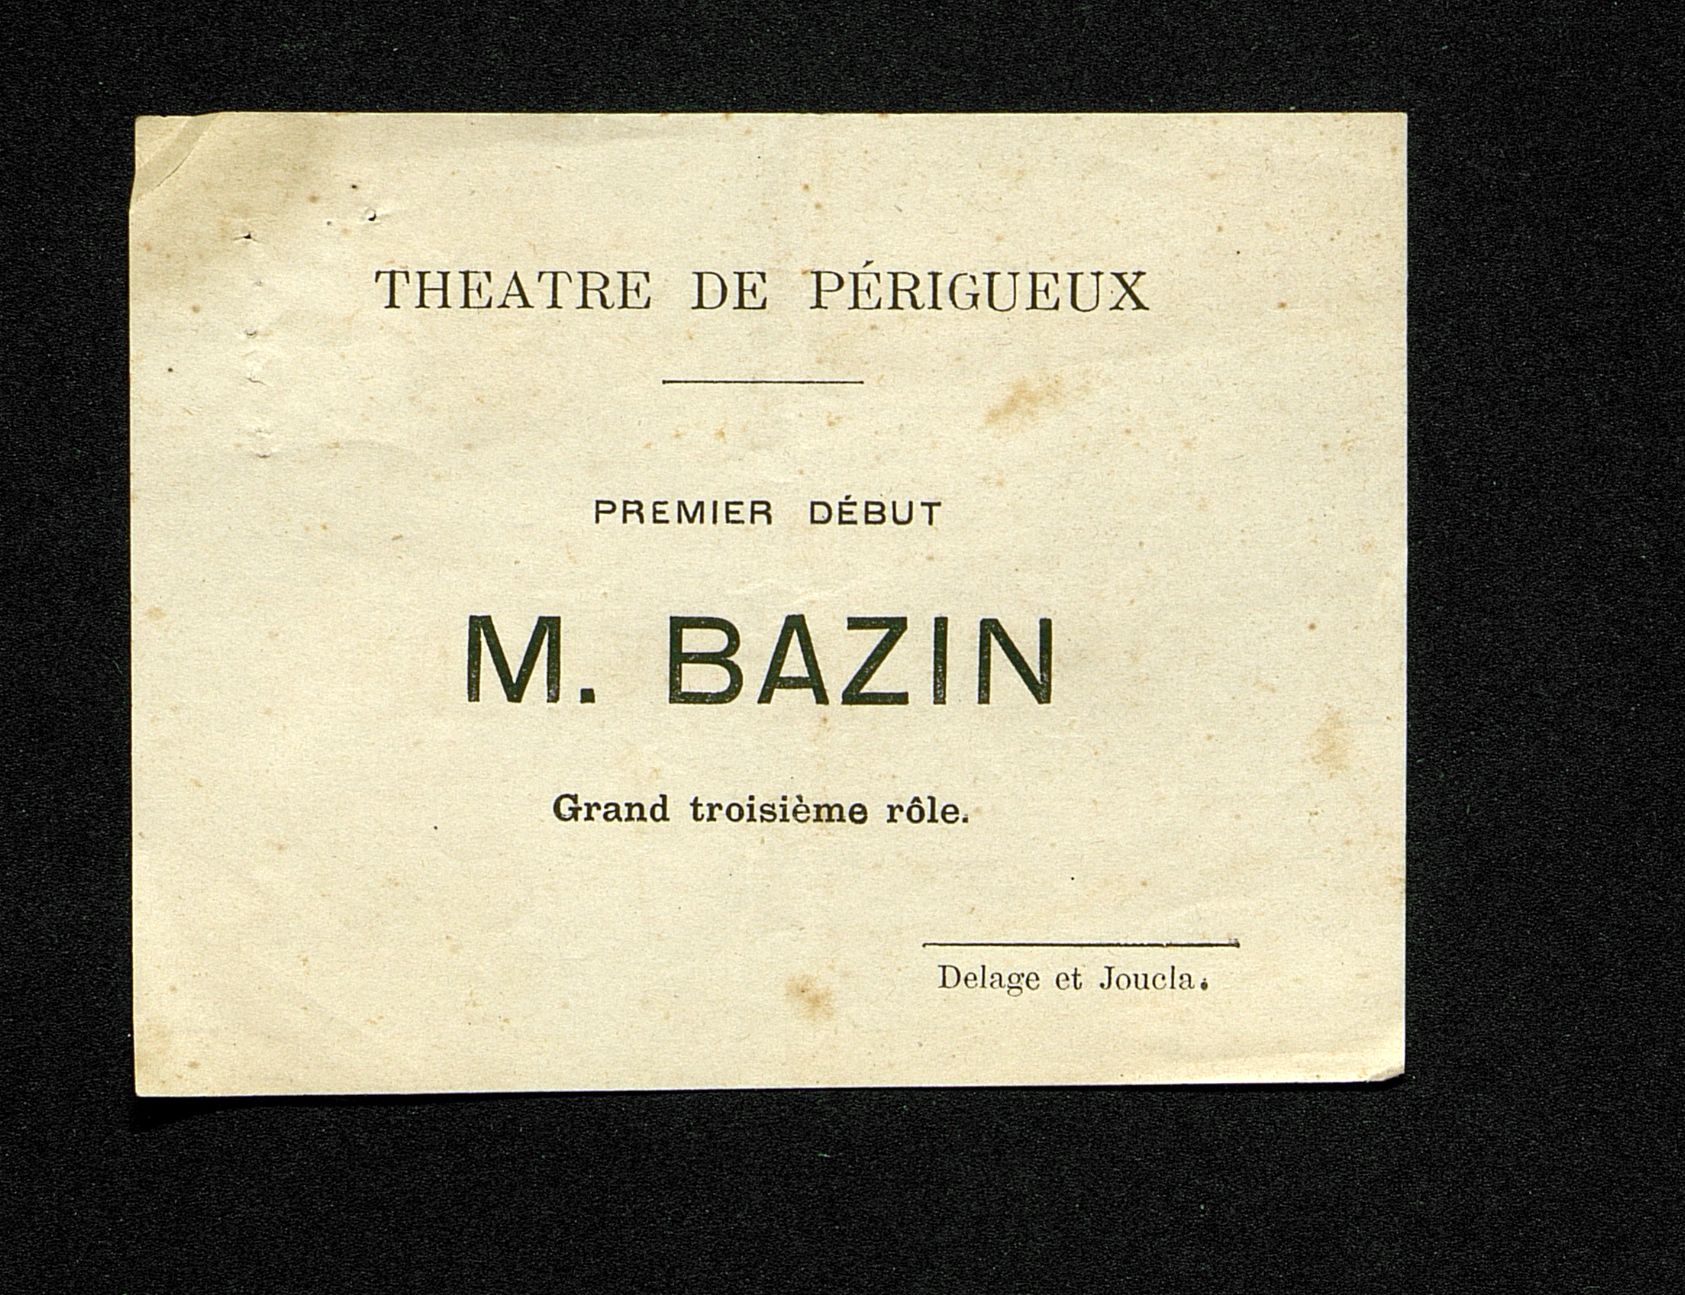 THEATRE DE PÉRIGUEUX
PREMIER DÉBUT
M. BAZIN
Grand troisième rôle.
Delage et Joucla.